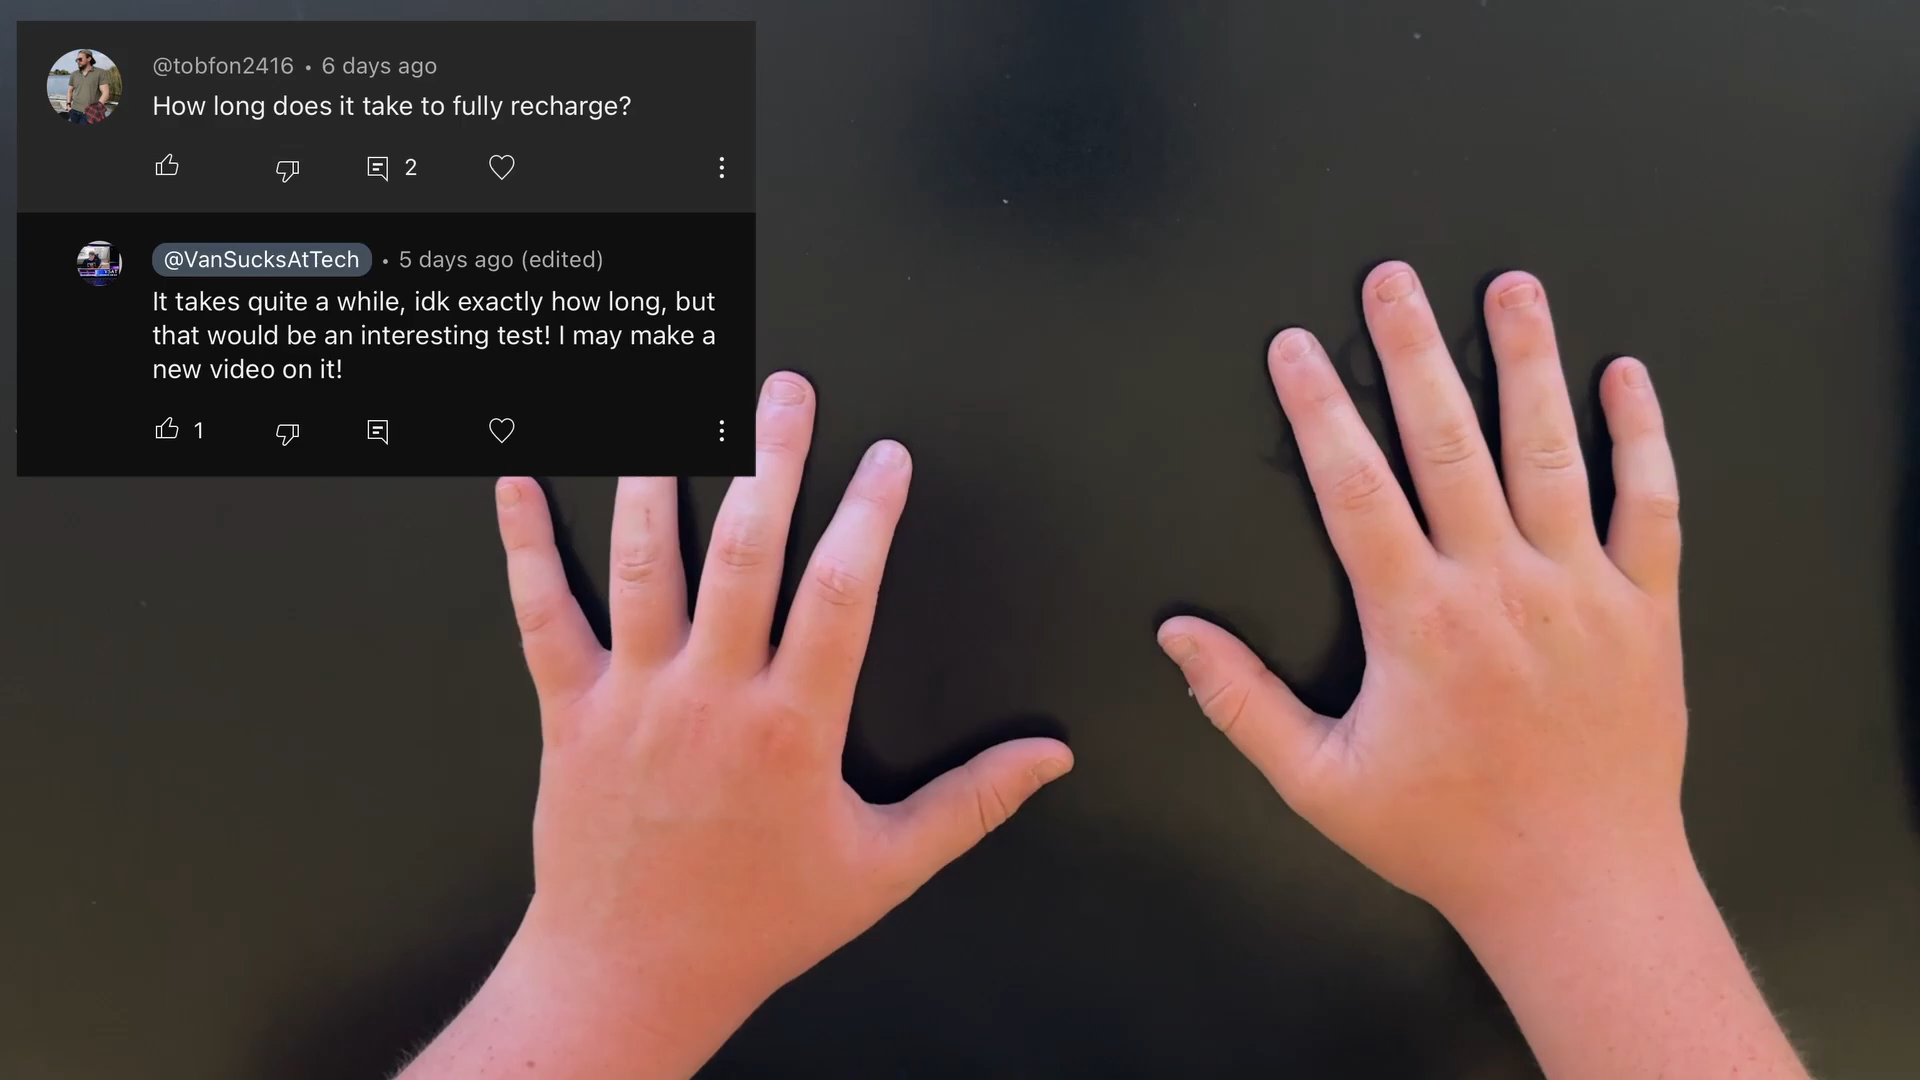 @tobfon2416 • 6 days ago
How long does it take to fully recharge?
2
@VanSucksAtTech • 5 days ago (edited)
It takes quite a while, idk exactly how long, but
that would be an interesting test! I may make a
new video on it!
1